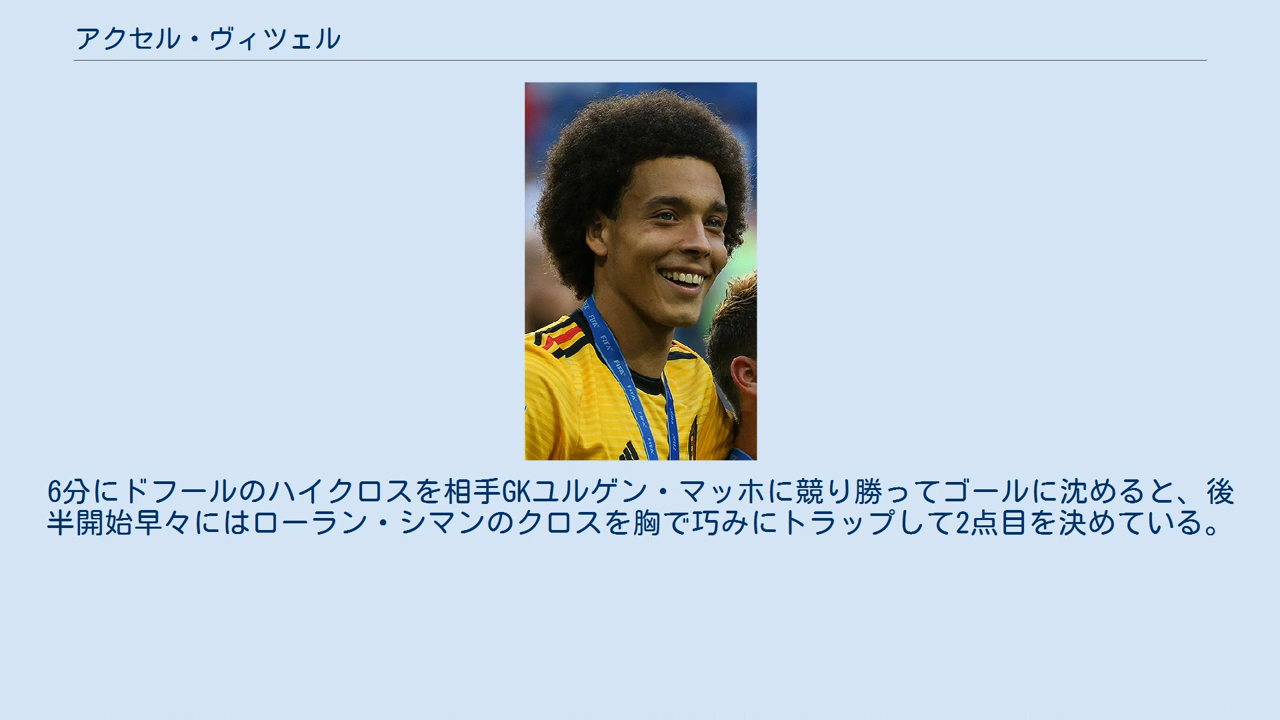 アクセル・ヴィツェル
6分にドフールのハイクロスを相手GKユルゲン・マッホに競り勝ってゴールに沈めると、後
半開始早々にはローラン・シマンのクロスを胸で巧みにトラップして2点目を決めている。
FIFA
FIFA
FIFA